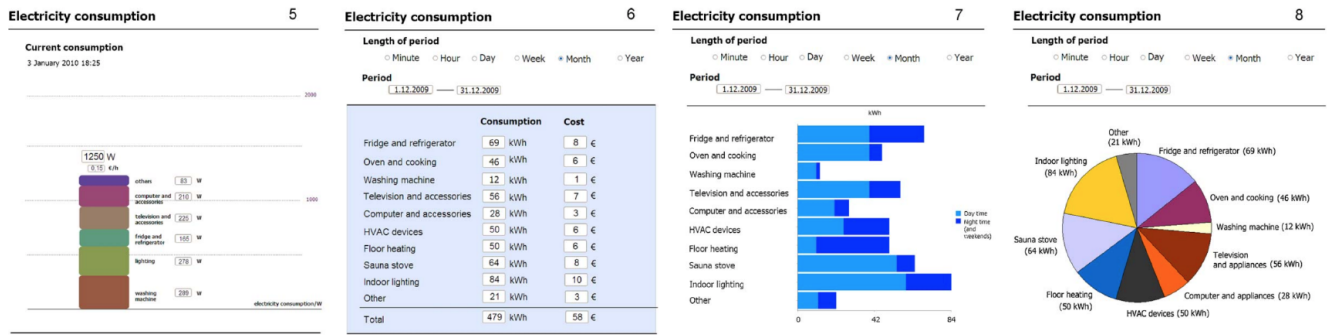 Electricity consumption 5
Current consumption
3 January 2010 18:25
2000
1250 W
0,15 €/h
others 83 W
1000
computer and
accessories 210 W
television and
accessories 225 W
fridge and
refrigerator 165 W
lighting 278 W
washing
machine 289 W
electricity consumption/W
Electricity consumption 6
Length of period
Minute Hour Day Week Month Year
Period
1.12.2009 31.12.2009
Consumption Cost
Fridge and refrigerator 69 kWh 8 €
Oven and cooking 46 kWh 6 €
Washing machine 12 kWh 1 €
Television and accessories 56 kWh 7 €
Computer and accessories 28 kWh 3 €
HVAC devices 50 kWh 6 €
Floor heating 50 kWh 6 €
Sauna stove 64 kWh 8 €
Indoor lighting 84 kWh 10 €
Other 21 kWh 3 €
Total 479 kWh 58 €
Electricity consumption 7
Length of period
Minute Hour Day Week Month Year
Period
1.12.2009 31.12.2009
kWh
Fridge and refrigerator
Oven and cooking
Washing machine
Television and accessories
Computer and accessories
HVAC devices
Floor heating
Sauna stove
Indoor lighting
Other
Day time
Night time
(and
weekends)
0 42 84
Electricity consumption 8
Length of period
Minute Hour Day Week Month Year
Period
1.12.2009 31.12.2009
Other
(21 kWh)
Fridge and refrigerator (69 kWh)
Indoor lighting
(84 kWh)
Oven and cooking (46 kWh)
Washing machine (12 kWh)
Sauna stove
(64 kWh)
Television
and appliances (56 kWh)
Floor heating
(50 kWh)
Computer and appliances (28 kWh)
HVAC devices (50 kWh)